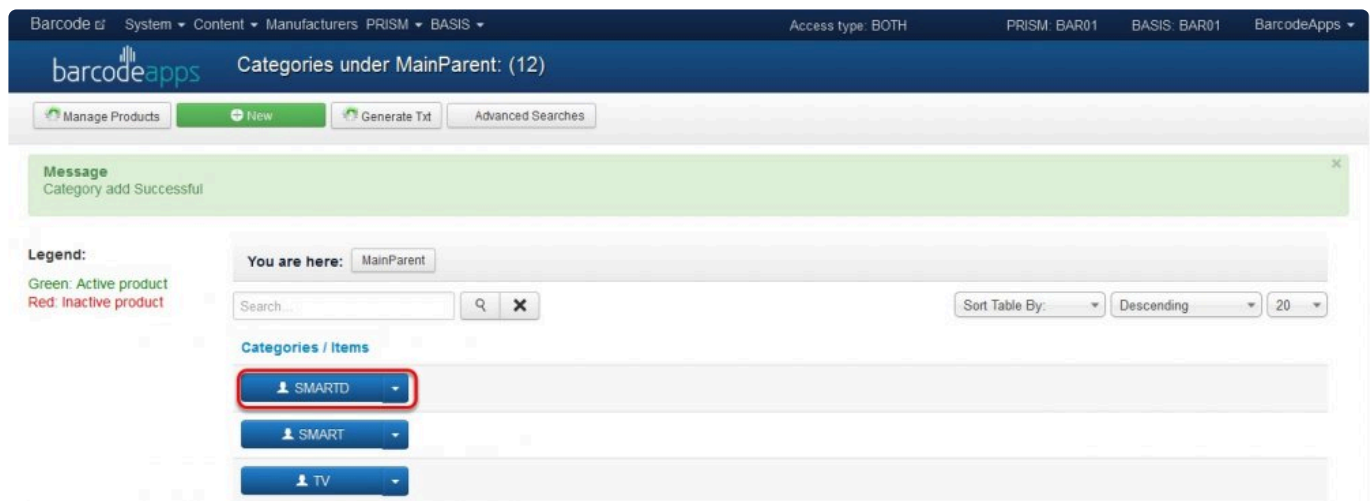 Barcode System Content Manufacturers PRISM BASIS Access type: BOTH PRISM: BAR01 BASIS: BAR01 BarcodeApps
barcodeapps Categories under MainParent: (12)
Manage Products New Generate Txt Advanced Searches
Message
Category add Successful
Legend:
Green: Active product
Red: Inactive product
You are here: MainParent
Search... Sort Table By: Descending 20
Categories / Items
SMARTD
SMART
TV